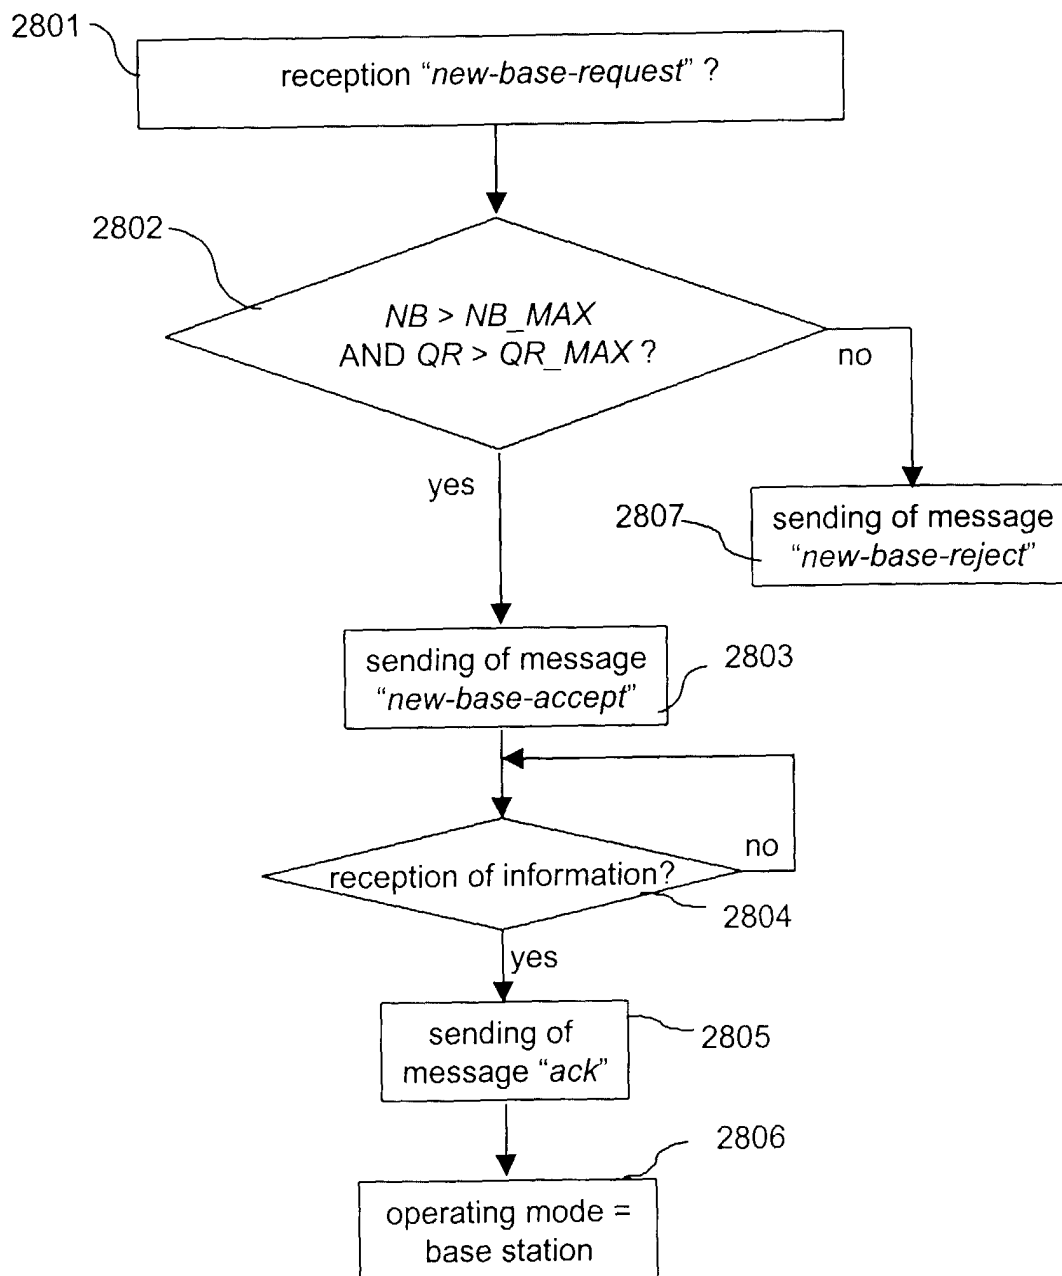 2801
reception “new-base-request” ?
2802
NB > NB_MAX
AND QR > QR_MAX ?
no
yes
2807
sending of message
“new-base-reject”
sending of message
“new-base-accept”
2803
no
reception of information?
2804
yes
sending of
message “ack”
2805
2806
operating mode =
base station